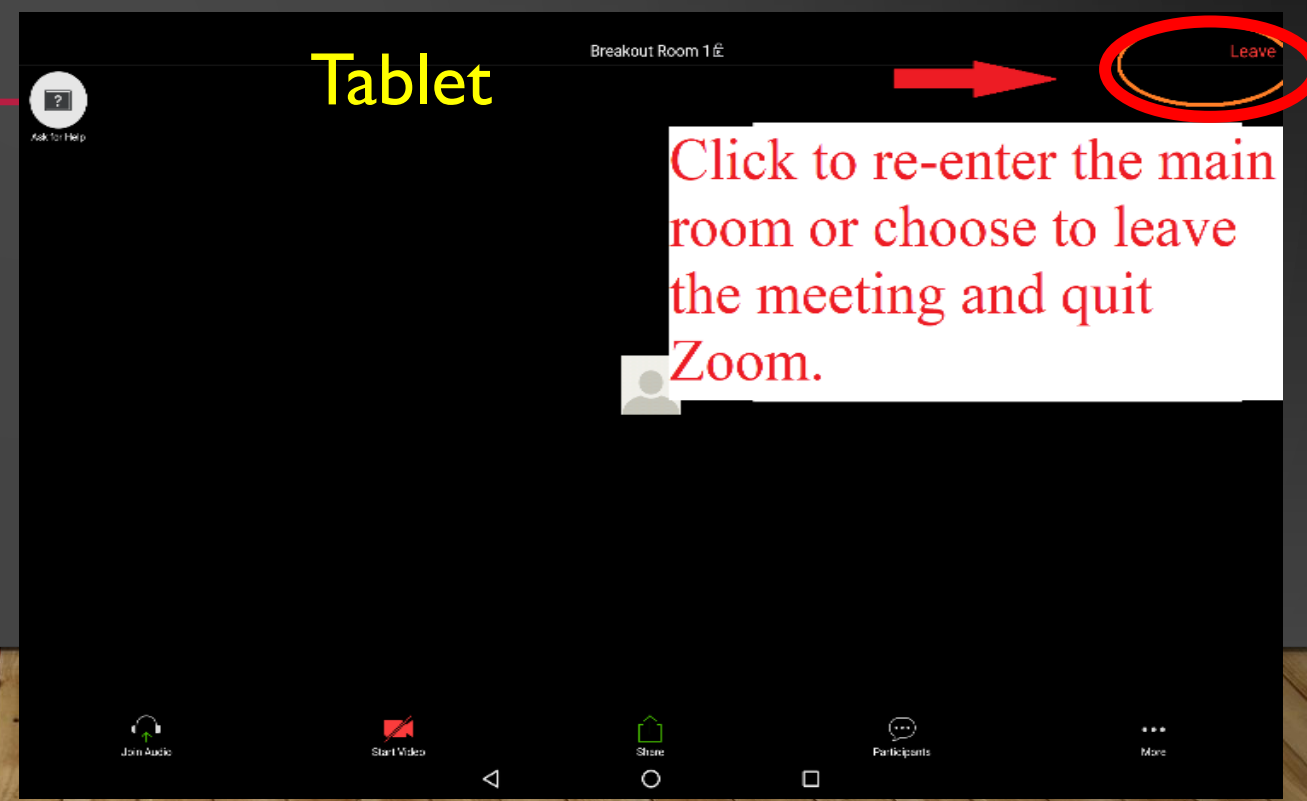 Tablet
Breakout Room 1
Leave
?
Ask for Help
Click to re-enter the main
room or choose to leave
the meeting and quit
Zoom.
Join Audio
Start Video
Share
Participants
More